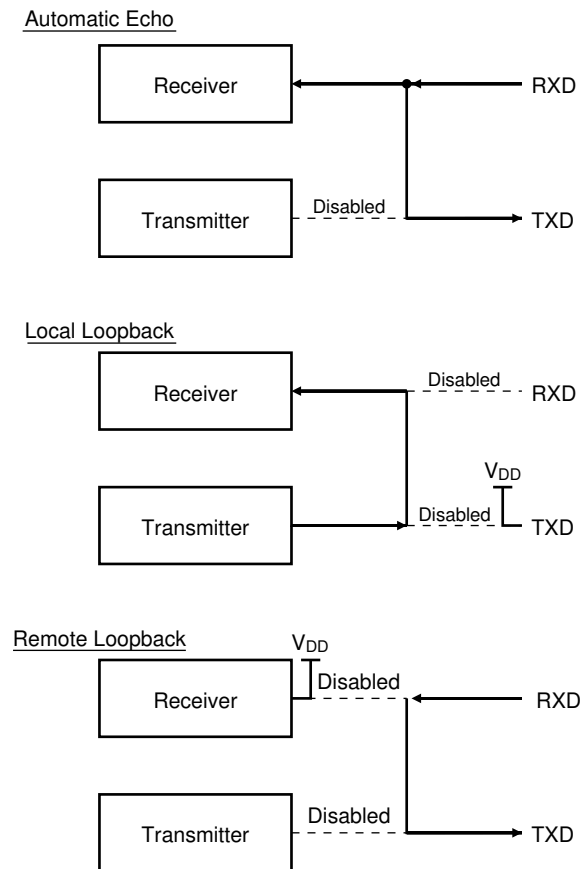 Automatic Echo
Receiver
RXD
Transmitter
Disabled
TXD
Local Loopback
Receiver
Disabled
RXD
VDD
Transmitter
Disabled
TXD
Remote Loopback
VDD
Receiver
Disabled
RXD
Transmitter
Disabled
TXD